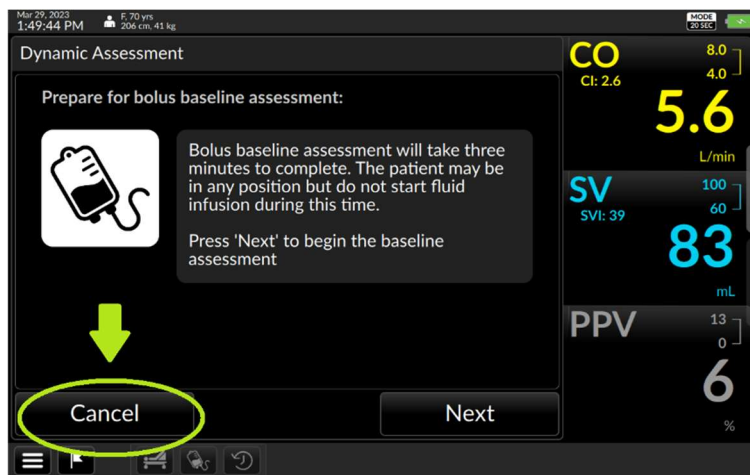 Mar 29, 2023
1:49:44 PM
F, 70 yrs
206 cm, 41 kg
MODE
20 SEC
Dynamic Assessment
Prepare for bolus baseline assessment:
Bolus baseline assessment will take three
minutes to complete. The patient may be
in any position but do not start fluid
infusion during this time.
Press 'Next' to begin the baseline
assessment
Cancel
Next
CO
CI: 2.6
8.0
4.0
5.6
L/min
SV
SVI: 39
100
60
83
mL
PPV
13
0
6
%